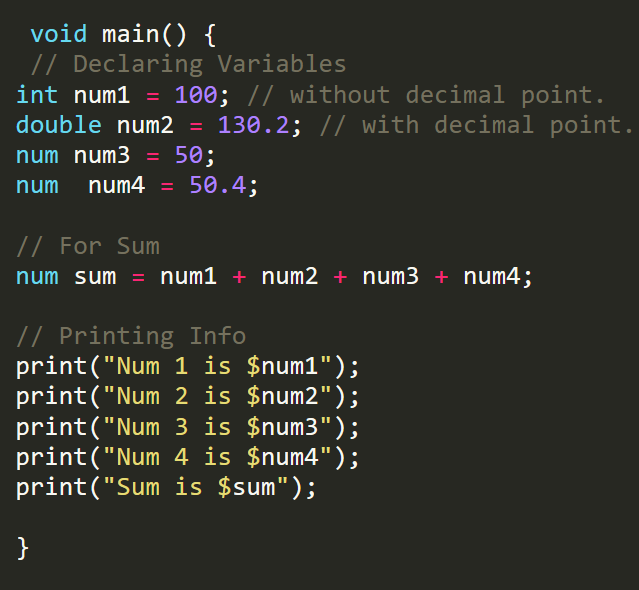 void main() {
// Declaring Variables
int num1 = 100; // without decimal point.
double num2 = 130.2; // with decimal point.
num num3 = 50;
num  num4 = 50.4;
// For Sum
num sum = num1 + num2 + num3 + num4;
// Printing Info
print("Num 1 is $num1");
print("Num 2 is $num2");
print("Num 3 is $num3");
print("Num 4 is $num4");
print("Sum is $sum");
}